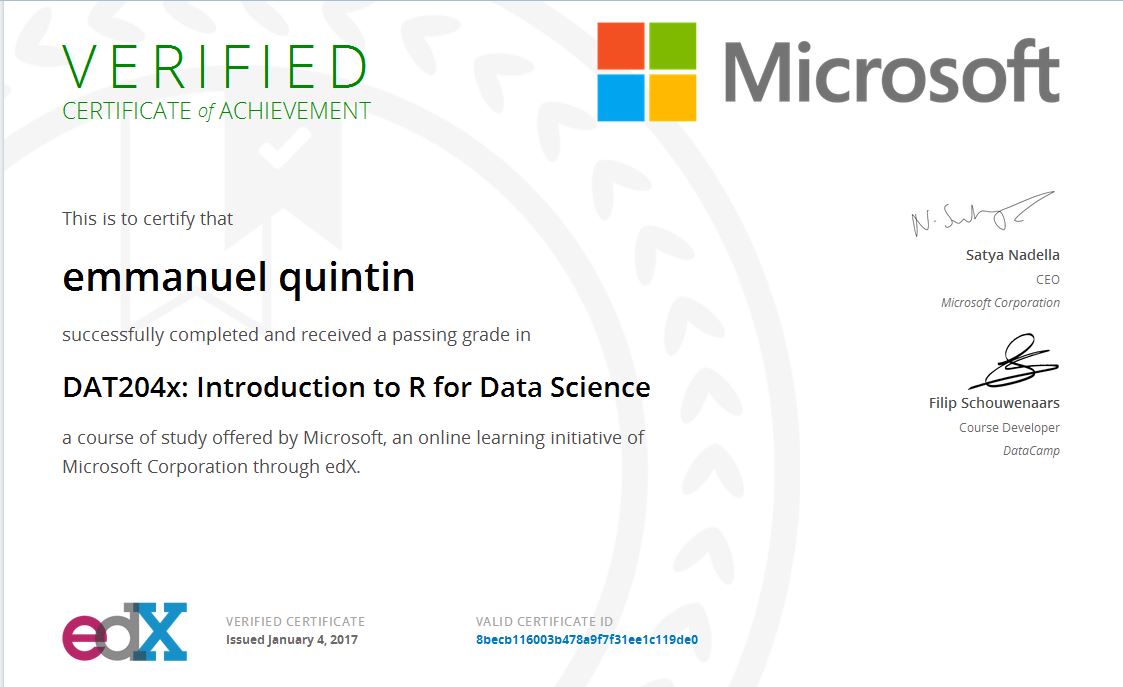 VERIFIED
CERTIFICATE of ACHIEVEMENT
Microsoft
This is to certify that
emmanuel quintin
successfully completed and received a passing grade in
DAT204x: Introduction to R for Data Science
a course of study offered by Microsoft, an online learning initiative of
Microsoft Corporation through edX.
Satya Nadella
CEO
Microsoft Corporation
Filip Schouwenaars
Course Developer
DataCamp
edX
VERIFIED CERTIFICATE
Issued January 4, 2017
VALID CERTIFICATE ID
8becb116003b478a9f7f31ee1c119de0